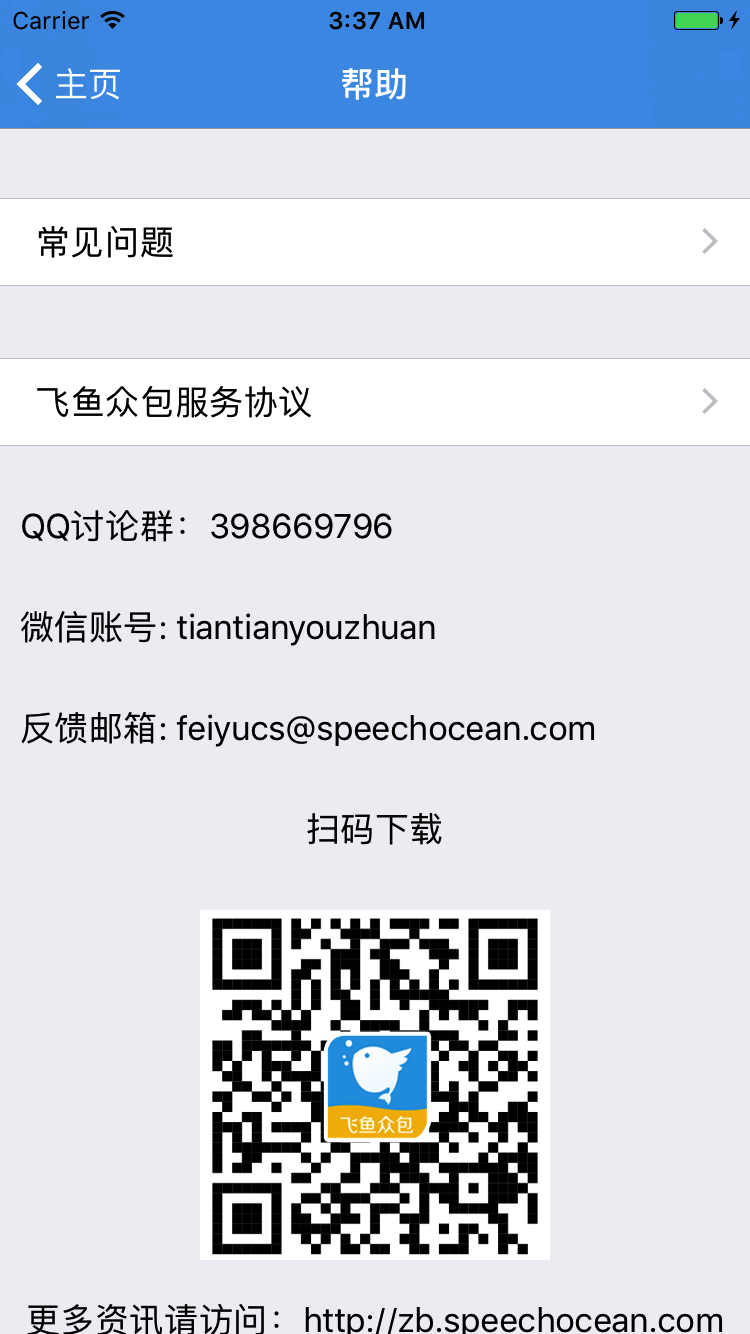 Carrier 3:37 AM
主页 帮助
常见问题
飞鱼众包服务协议
QQ讨论群：398669796
微信账号: tiantianyouzhuan
反馈邮箱: feiyucs@speechocean.com
扫码下载
飞鱼众包
更多资讯请访问：http://zb.speechocean.com